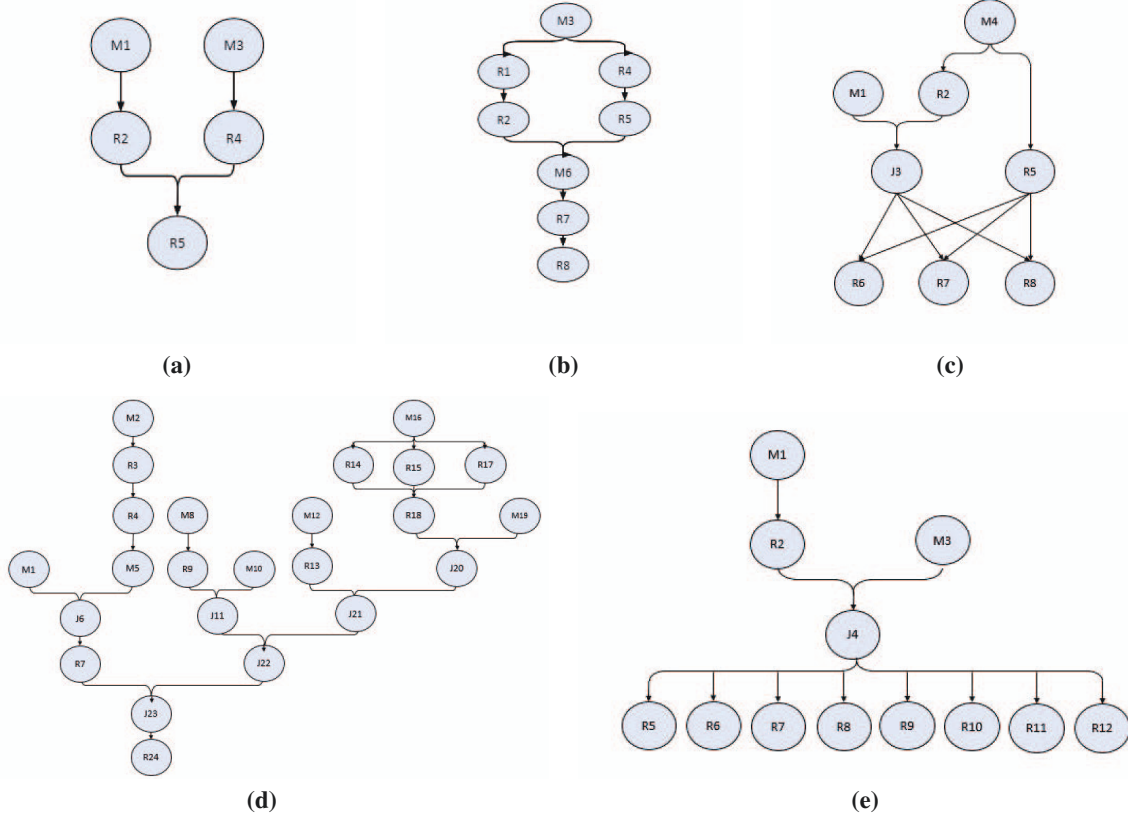 M1 M3
R2 R4
R5
(a)
M3
R1 R4
R2 R5
M6
R7
R8
(b)
M4
M1 R2
J3 R5
R6 R7 R8
(c)
M2 M16
R3 R14 R15 R17
R4 M8 M12 R18 M19
M1 M5 R9 M10 R13 J20
J6 J11 J21
R7 J22
J23
R24
(d)
M1
R2 M3
J4
R5 R6 R7 R8 R9 R10 R11 R12
(e)